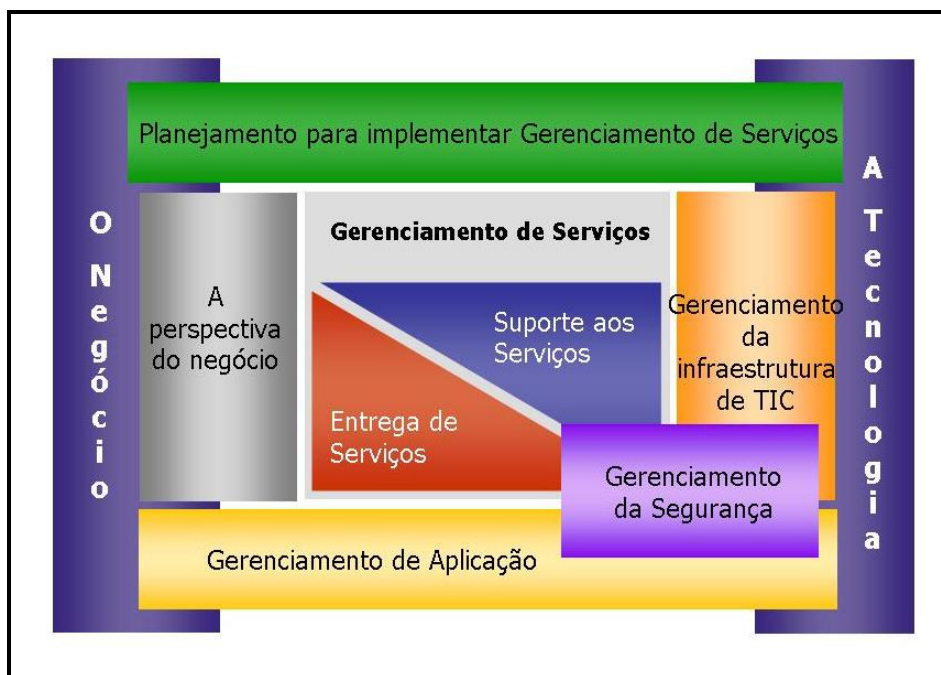 Planejamento para implementar Gerenciamento de Serviços
O Negócio
A
perspectiva
do negócio
Gerenciamento de Serviços
Suporte aos
Serviços
Entrega de
Serviços
Gerenciamento
da
infraestrutura
de TIC
A Tecnologia
Gerenciamento
da Segurança
Gerenciamento de Aplicação